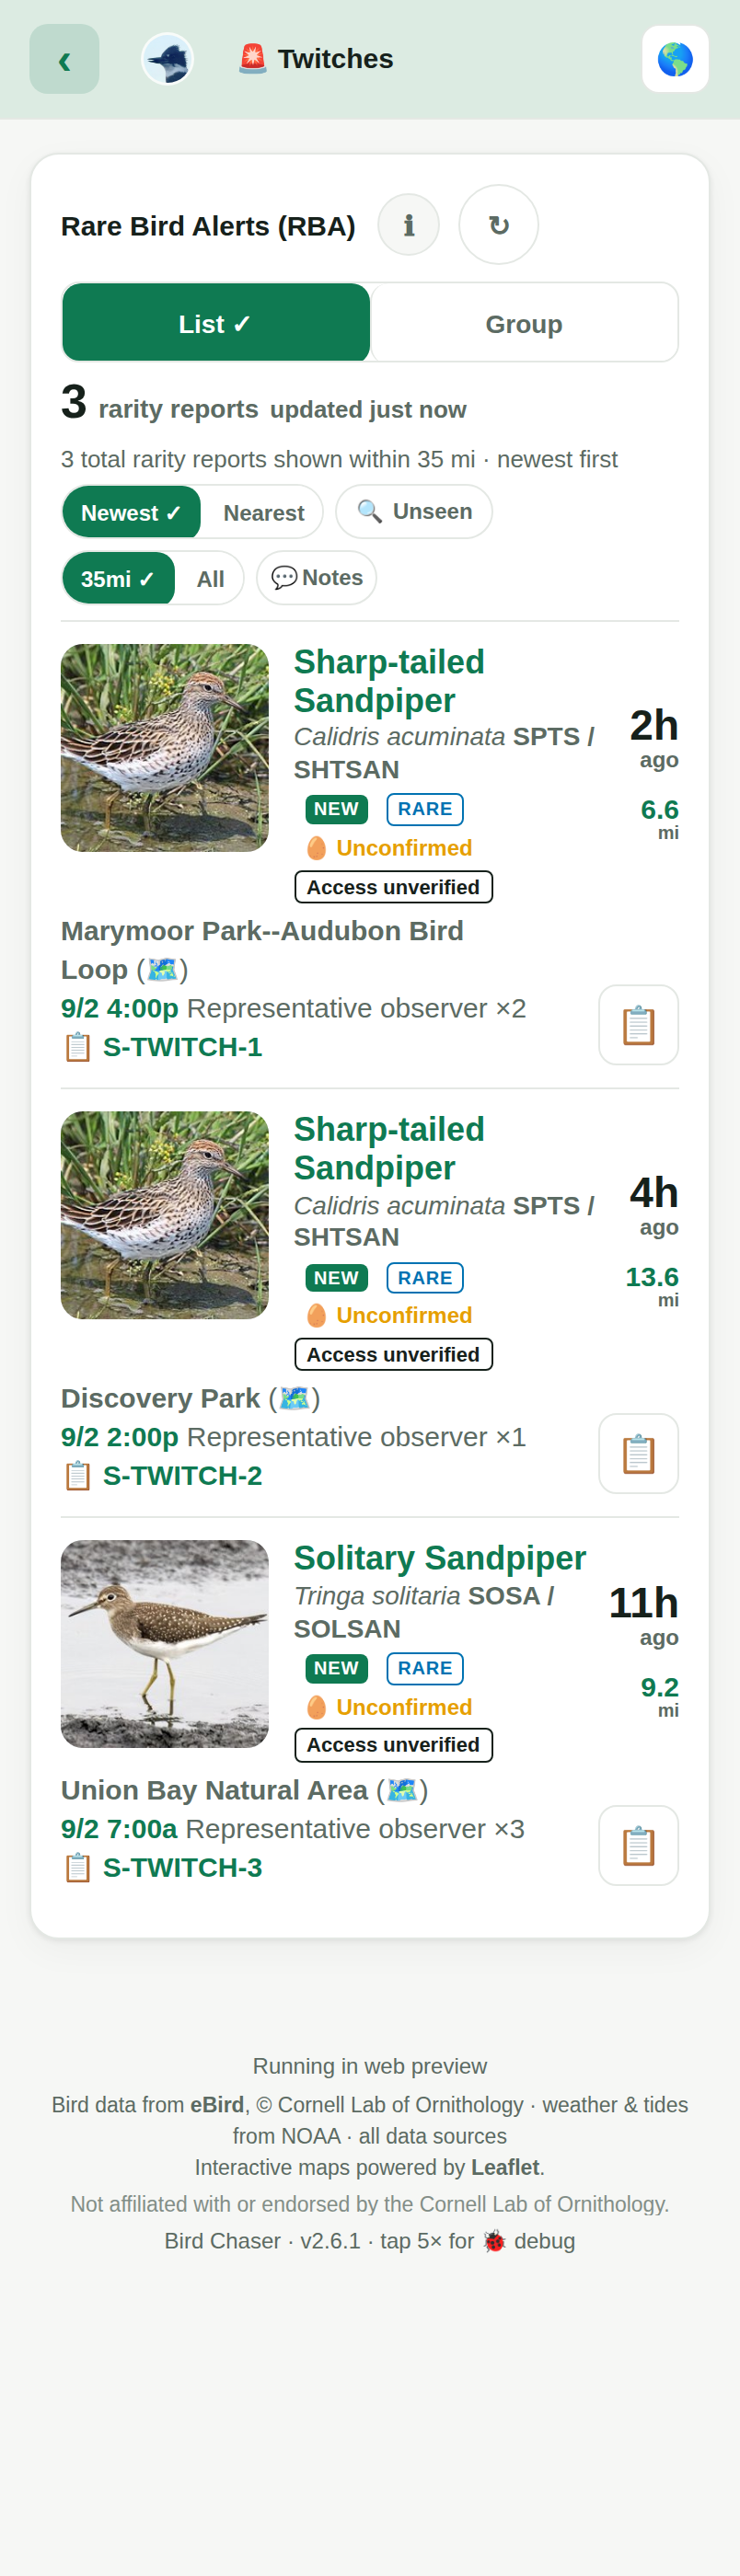 ‹ 🚨 Twitches 🌎
Rare Bird Alerts (RBA) ℹ ↻
List ✓ Group
3 rarity reports updated just now
3 total rarity reports shown within 35 mi · newest first
Newest ✓ Nearest 🔍 Unseen
35mi ✓ All 💬 Notes
Sharp-tailed
Sandpiper
Calidris acuminata SPTS /
SHTSAN
NEW RARE
🥚 Unconfirmed
Access unverified
2h
ago
6.6
mi
Marymoor Park--Audubon Bird
Loop (🗺️)
9/2 4:00p Representative observer ×2
📋 S-TWITCH-1
📋
Sharp-tailed
Sandpiper
Calidris acuminata SPTS /
SHTSAN
NEW RARE
🥚 Unconfirmed
Access unverified
4h
ago
13.6
mi
Discovery Park (🗺️)
9/2 2:00p Representative observer ×1
📋 S-TWITCH-2
📋
Solitary Sandpiper
Tringa solitaria SOSA /
SOLSAN
NEW RARE
🥚 Unconfirmed
Access unverified
11h
ago
9.2
mi
Union Bay Natural Area (🗺️)
9/2 7:00a Representative observer ×3
📋 S-TWITCH-3
📋
Running in web preview
Bird data from eBird, © Cornell Lab of Ornithology · weather & tides
from NOAA · all data sources
Interactive maps powered by Leaflet.
Not affiliated with or endorsed by the Cornell Lab of Ornithology.
Bird Chaser · v2.6.1 · tap 5× for 🐞 debug